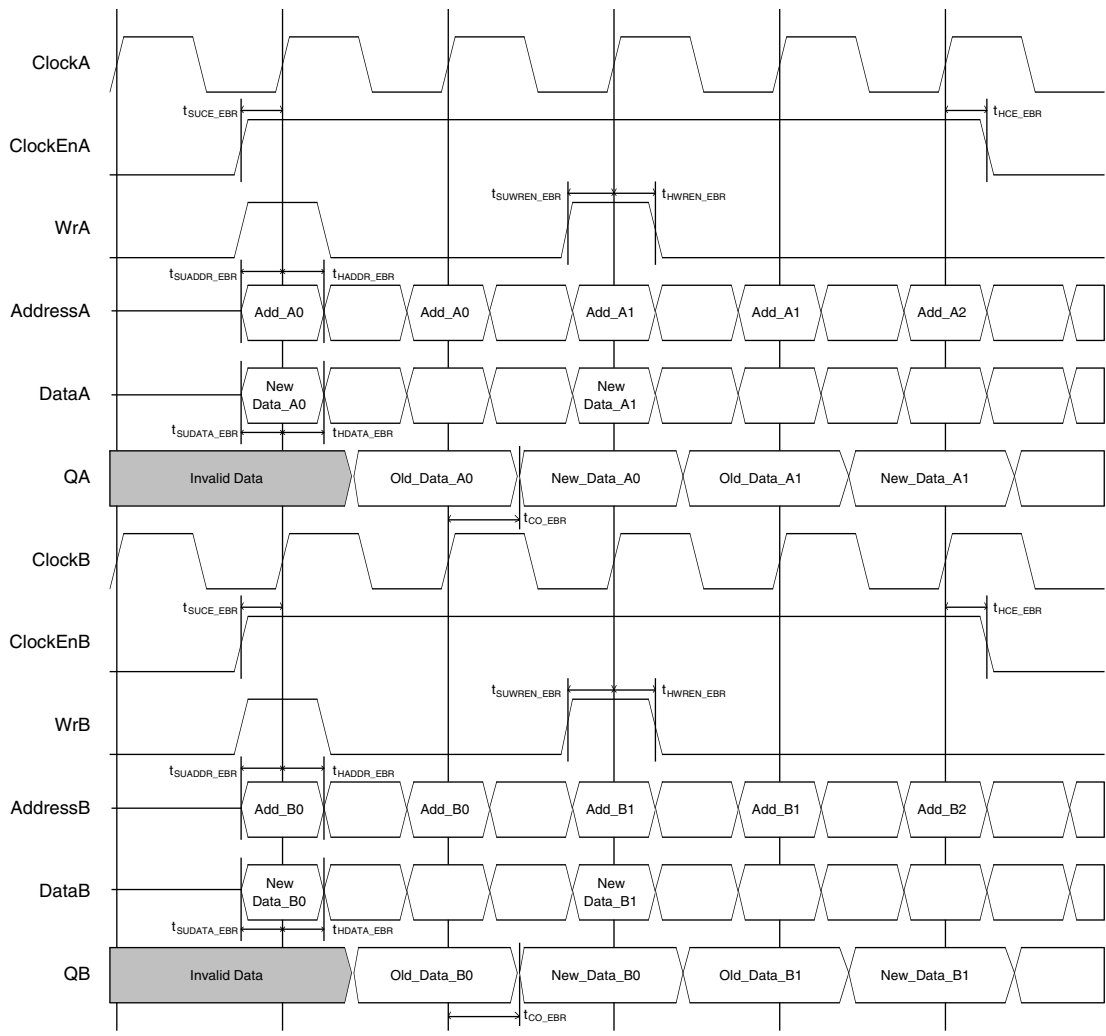 ClockA
tSUCE_EBR tHCE_EBR
ClockEnA
tSUWREN_EBR tHWREN_EBR
WrA
tSUADDR_EBR tHADDR_EBR
AddressA Add_A0 Add_A0 Add_A1 Add_A1 Add_A2
DataA New Data_A0 New Data_A1
tSUDATA_EBR tHDATA_EBR
QA Invalid Data Old_Data_A0 New_Data_A0 Old_Data_A1 New_Data_A1
tCO_EBR
ClockB
tSUCE_EBR tHCE_EBR
ClockEnB
tSUWREN_EBR tHWREN_EBR
WrB
tSUADDR_EBR tHADDR_EBR
AddressB Add_B0 Add_B0 Add_B1 Add_B1 Add_B2
DataB New Data_B0 New Data_B1
tSUDATA_EBR tHDATA_EBR
QB Invalid Data Old_Data_B0 New_Data_B0 Old_Data_B1 New_Data_B1
tCO_EBR